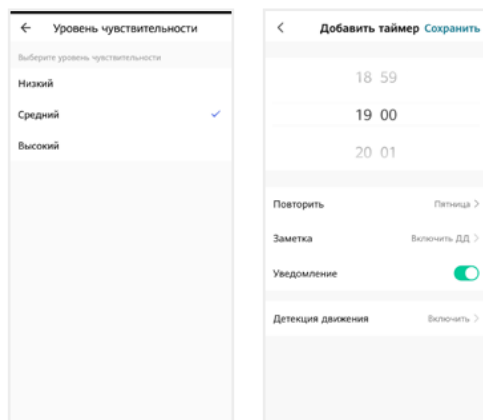 Уровень чувствительности
Выберите уровень чувствительности
Низкий
Средний
Высокий
Добавить таймер Сохранить
18 59
19 00
20 01
Повторить Пятница
Заметка Включить ДД
Уведомление
Детекция движения Включить